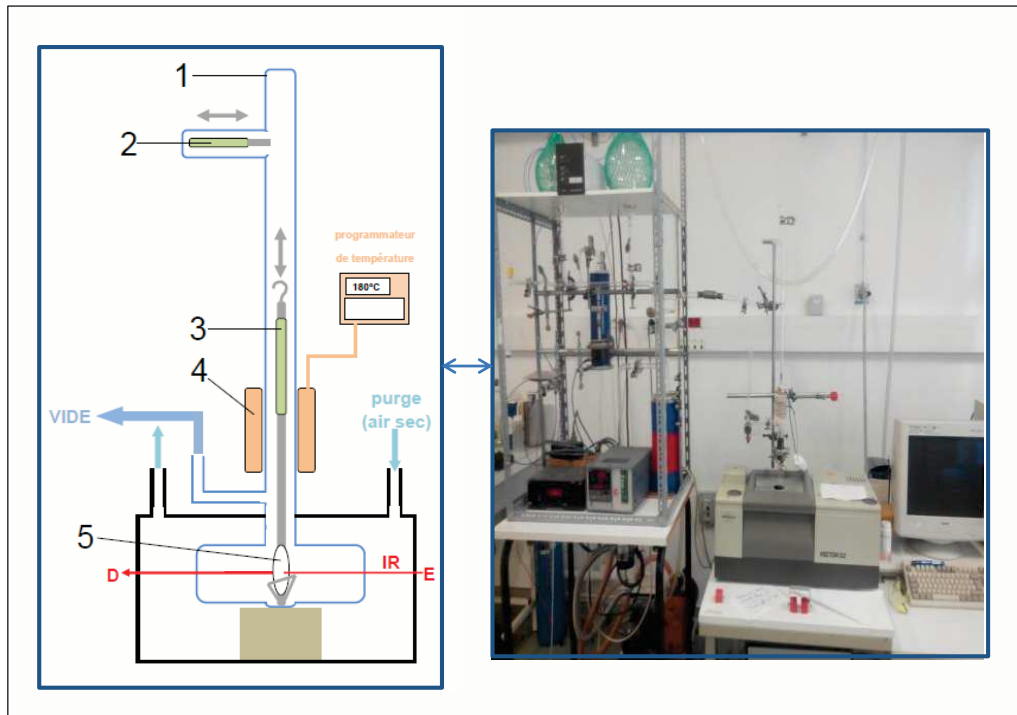 1
2
programmateur
de température
180°C
3
4
VIDE
purge
(air sec)
5
D
IR
E